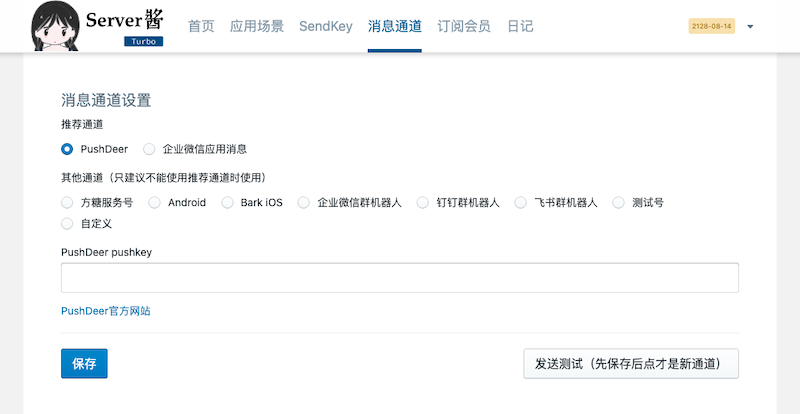 Server酱
Turbo
首页 应用场景 SendKey 消息通道 订阅会员 日记
2128-08-14
消息通道设置
推荐通道
PushDeer 企业微信应用消息
其他通道（只建议不能使用推荐通道时使用）
方糖服务号 Android Bark iOS 企业微信群机器人 钉钉群机器人 飞书群机器人 测试号
自定义
PushDeer pushkey
PushDeer官方网站
保存 发送测试（先保存后点才是新通道）